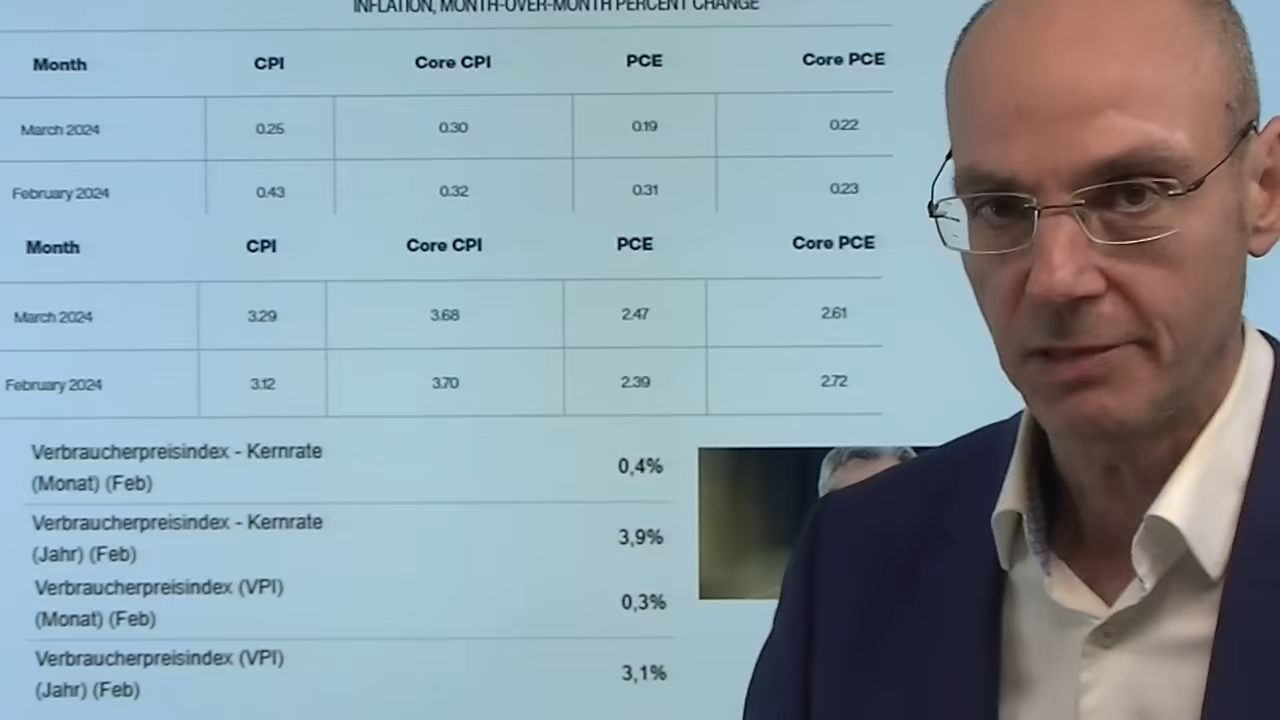 INFLATION, MONTH-OVER-MONTH PERCENT CHANGE
Month CPI Core CPI PCE Core PCE
March 2024 0.25 0.30 0.19 0.22
February 2024 0.43 0.32 0.31 0.23
Month CPI Core CPI PCE Core PCE
March 2024 3.29 3.68 2.47 2.61
February 2024 3.12 3.70 2.39 2.72
Verbraucherpreisindex - Kernrate
(Monat) (Feb) 0,4%
Verbraucherpreisindex - Kernrate
(Jahr) (Feb) 3,9%
Verbraucherpreisindex (VPI)
(Monat) (Feb) 0,3%
Verbraucherpreisindex (VPI)
(Jahr) (Feb) 3,1%